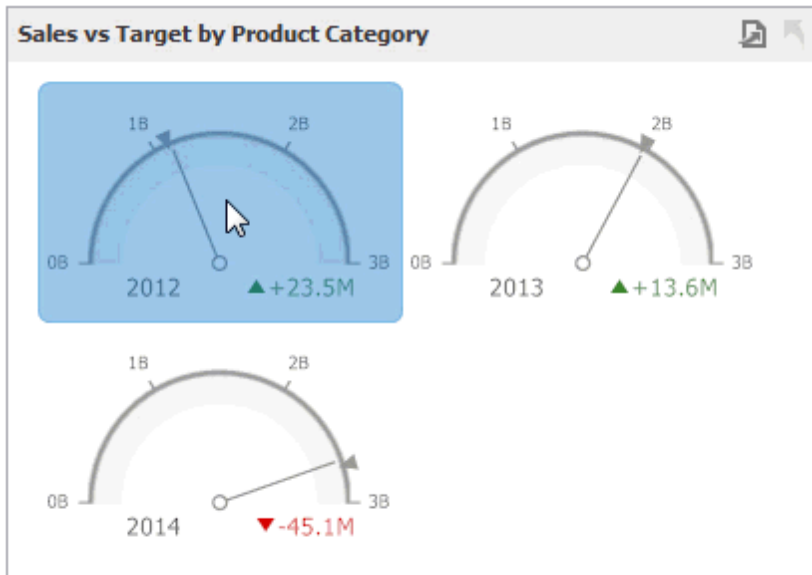 Sales vs Target by Product Category
1B 2B 1B 2B
0B 3B 0B 3B
2012 ▲+23.5M 2013 ▲+13.6M
1B 2B
0B 3B
2014 ▼-45.1M